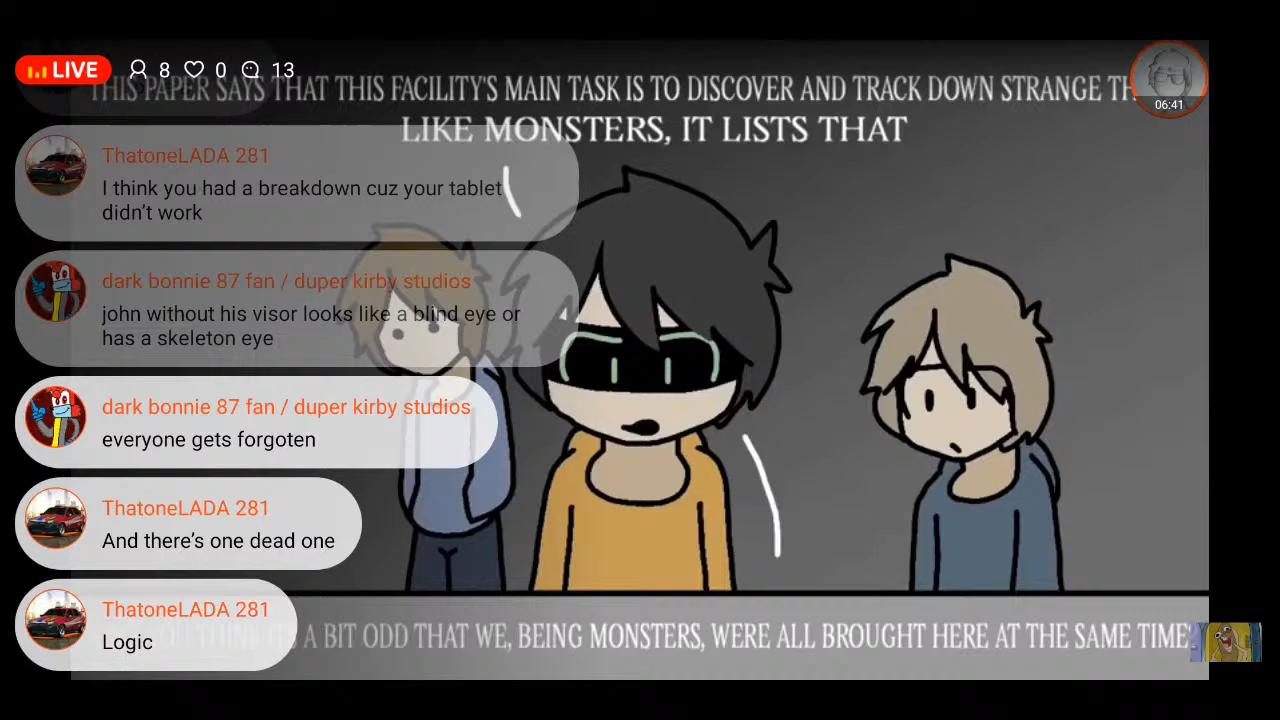 LIVE 8 0 13
THIS PAPER SAYS THAT THIS FACILITY'S MAIN TASK IS TO DISCOVER AND TRACK DOWN STRANGE
LIKE MONSTERS, IT LISTS THAT
06:41
ThatoneLADA 281
I think you had a breakdown cuz your tablet
didn't work
dark bonnie 87 fan / duper kirby studios
john without his visor looks like a blind eye or
has a skeleton eye
dark bonnie 87 fan / duper kirby studios
everyone gets forgoten
ThatoneLADA 281
And there's one dead one
ThatoneLADA 281
Logic
A BIT ODD THAT WE, BEING MONSTERS, WERE ALL BROUGHT HERE AT THE SAME TIME?